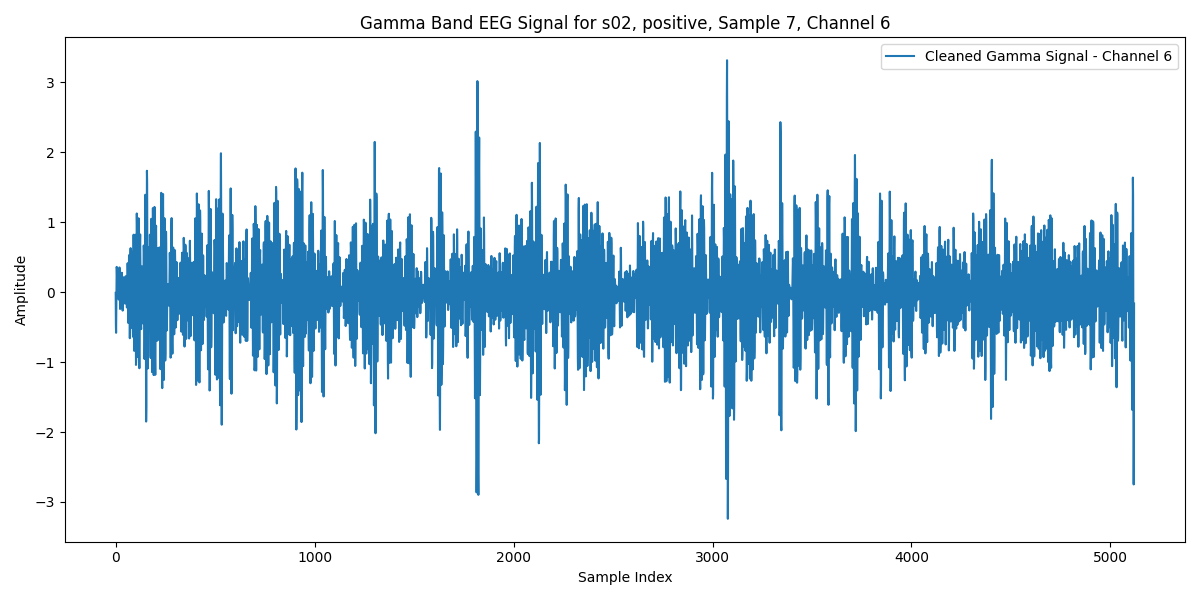 Gamma Band EEG Signal for s02, positive, Sample 7, Channel 6
Cleaned Gamma Signal - Channel 6
Amplitude
3
2
1
0
−1
−2
−3
0 1000 2000 3000 4000 5000
Sample Index